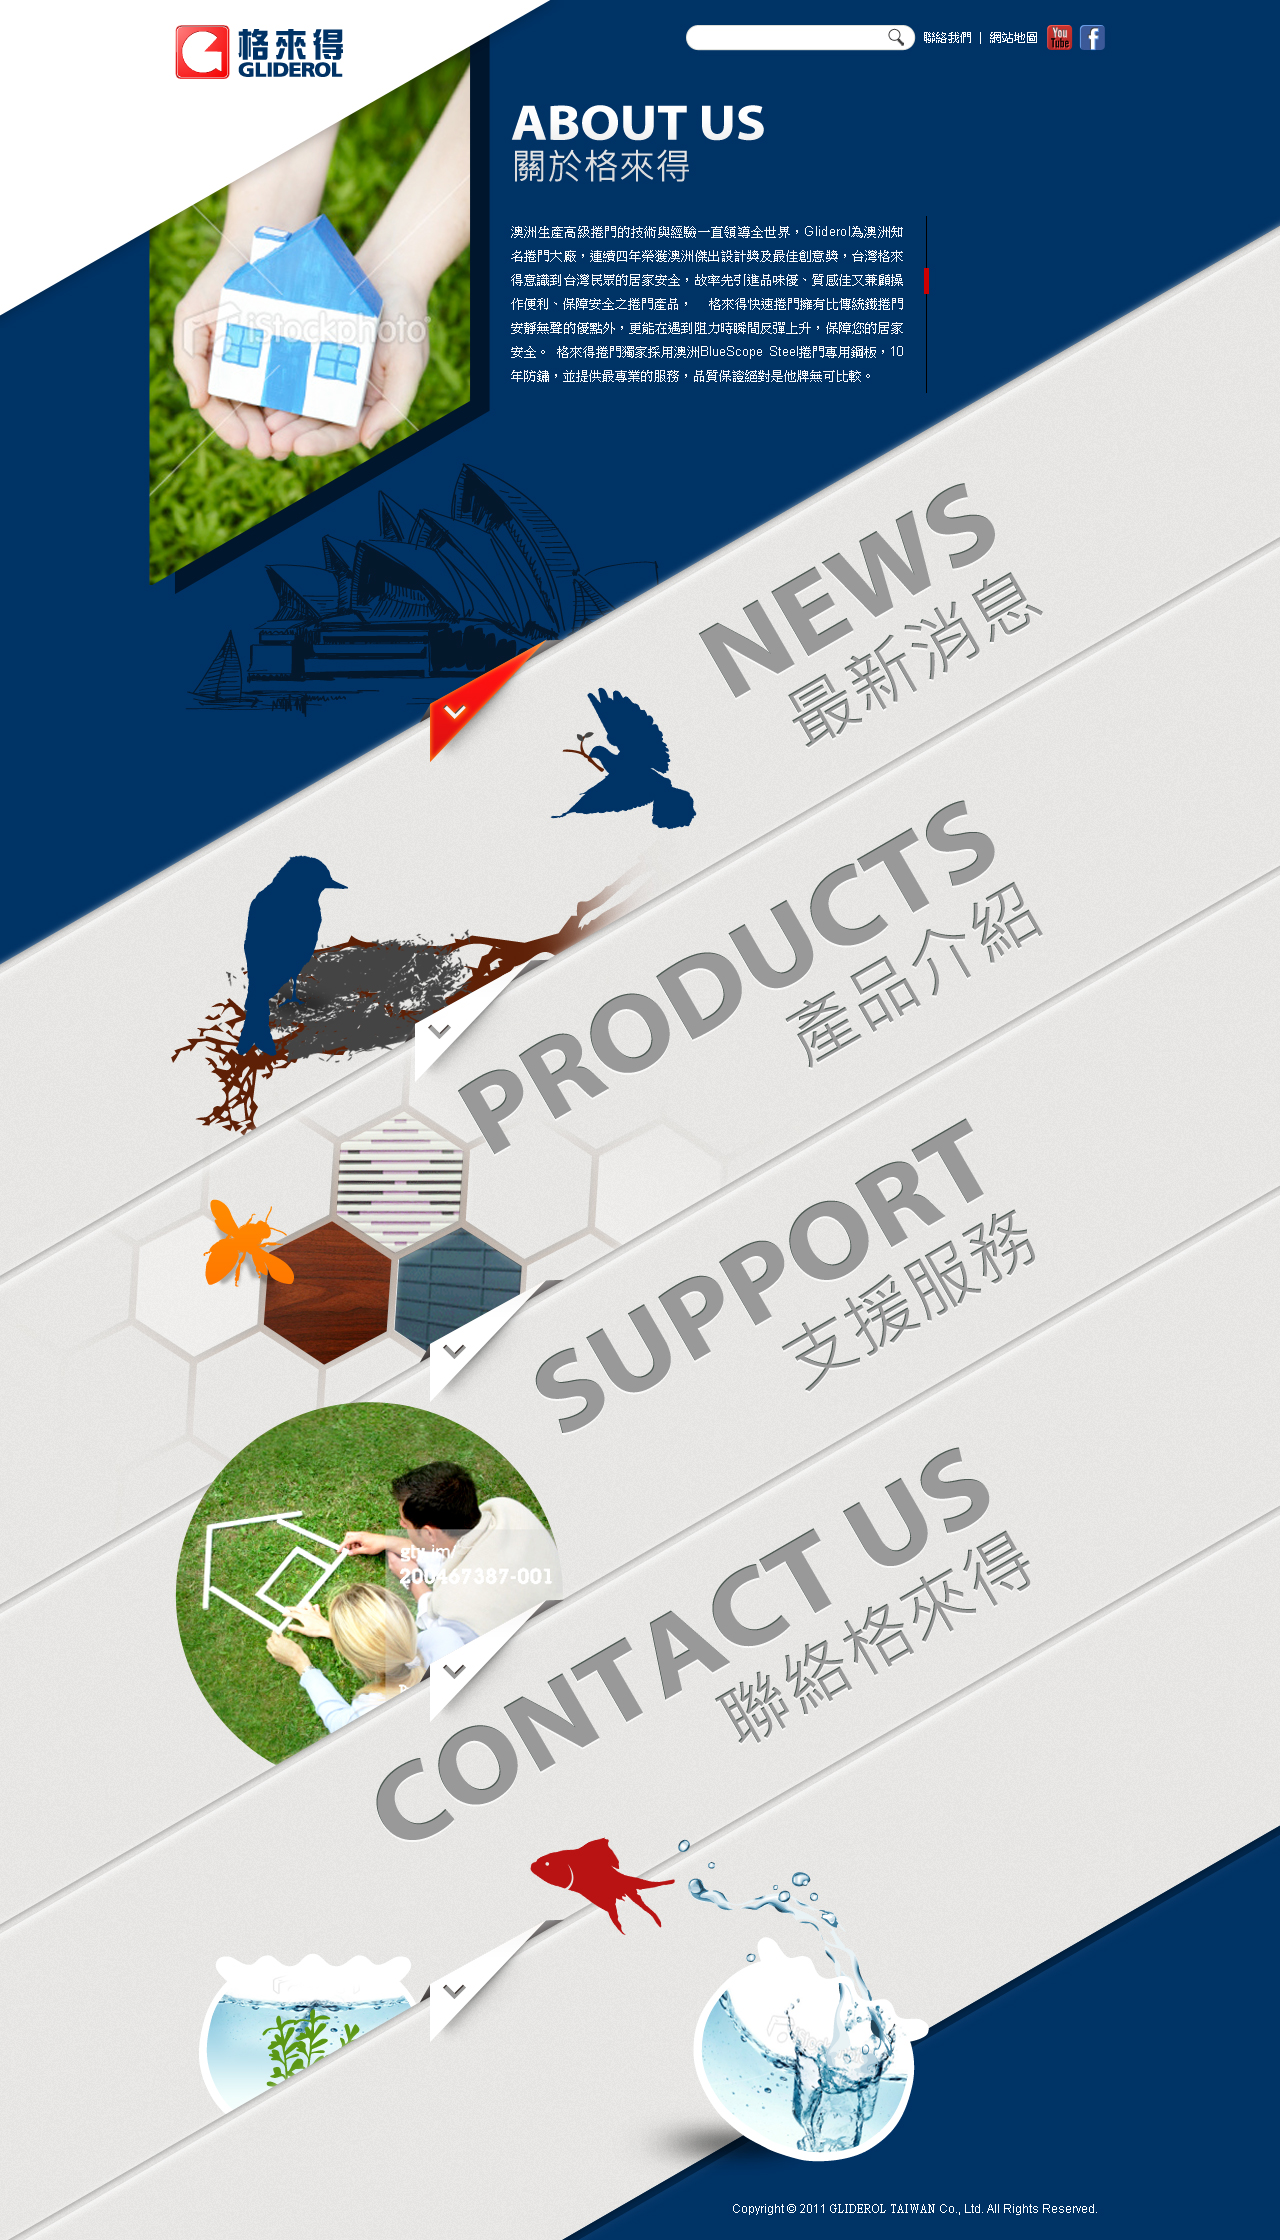 格來得
GLIDEROL
聯絡我們 | 網站地圖
You
Tube
f
ABOUT US
關於格來得
澳洲生產高級捲門的技術與經驗一直領導全世界，Gliderol為澳洲知
名捲門大廠，連續四年榮獲澳洲傑出設計獎及最佳創意獎，台灣格來
得意識到台灣民眾的居家安全，故率先引進品味優、質感佳又兼顧操
作便利、保障安全之捲門產品， 格來得快速捲門擁有比傳統鐵捲門
安靜無聲的優點外，更能在遇到阻力時瞬間反彈上升，保障您的居家
安全。 格來得捲門獨家採用澳洲BlueScope Steel捲門專用鋼板，10
年防鏽，並提供最專業的服務，品質保證絕對是他牌無可比較。
iStockphoto
NEWS
最新消息
PRODUCTS
產品介紹
SUPPORT
支援服務
200467387-001
CONTACT US
聯絡格來得
Copyright © 2011 GLIDEROL TAIWAN Co., Ltd. All Rights Reserved.